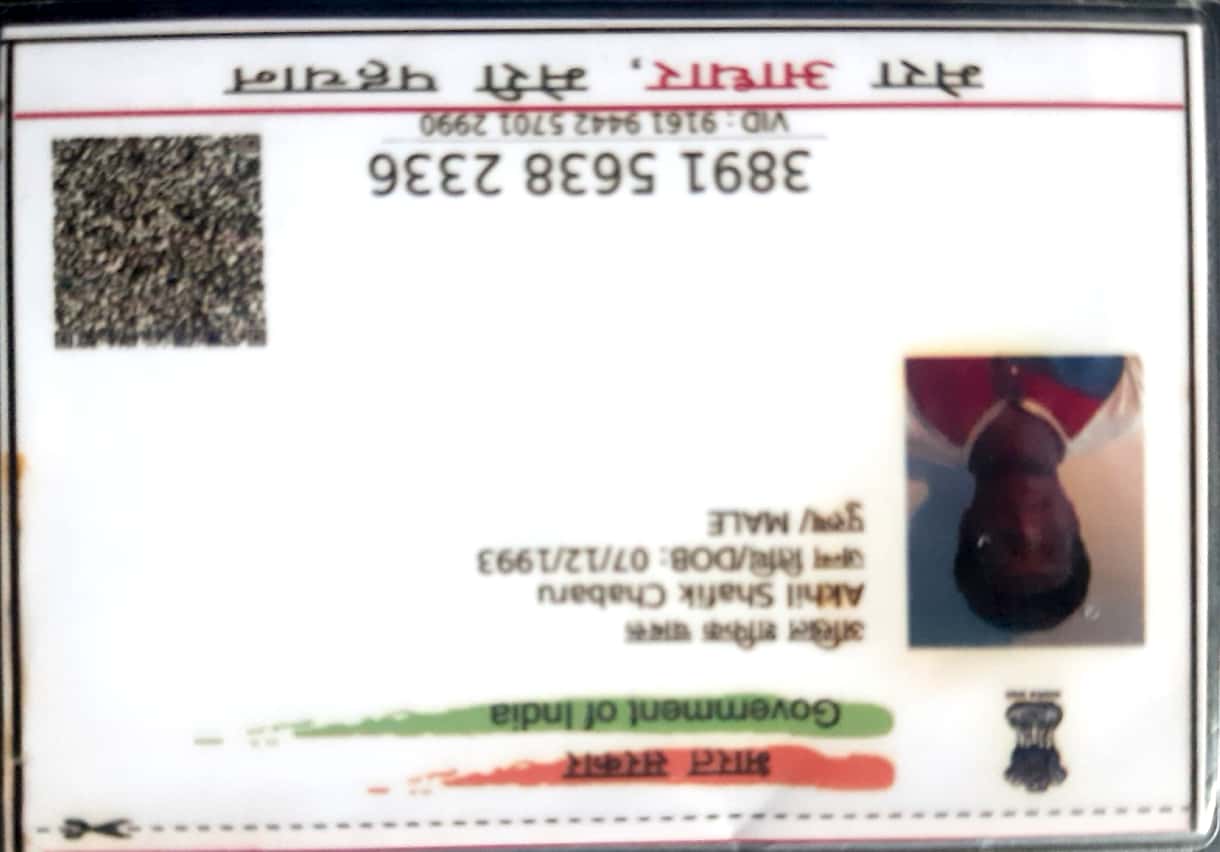 भारत सरकार
Government of India
अखिल शफिक चाबरू
Akhil Shafik Chabaru
जन्म तिथि/DOB: 07/12/1993
पुरुष/ MALE
3891 5638 2336
VID : 9161 9442 5701 2990
मेरा आधार, मेरी पहचान